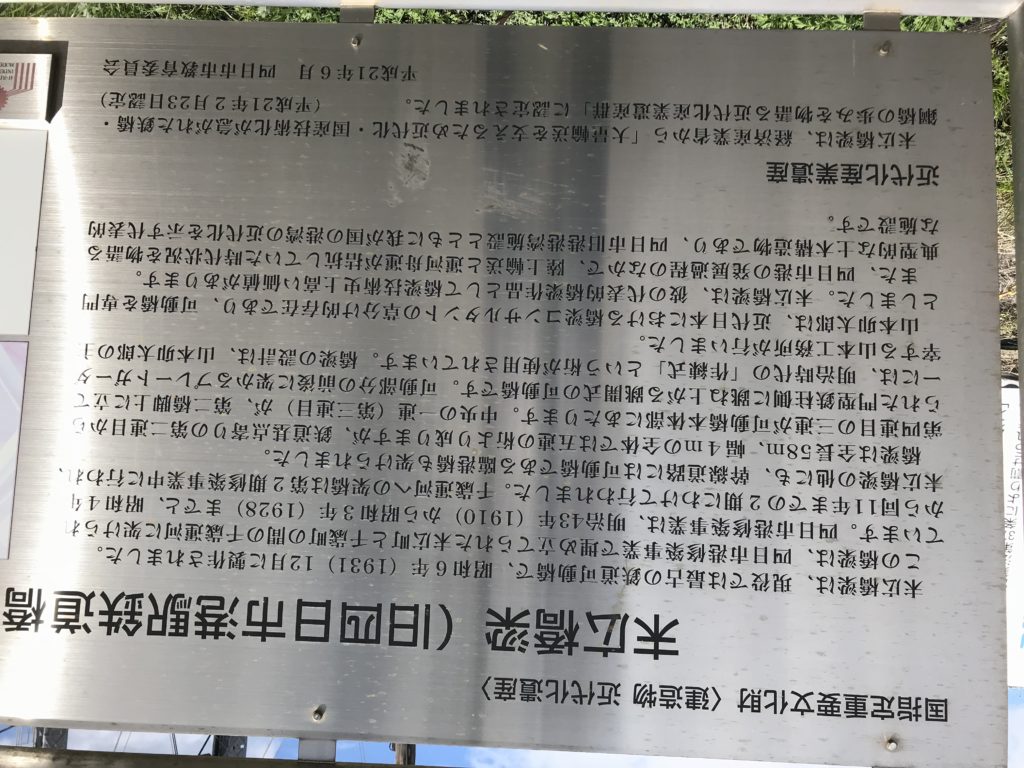 国指定重要文化財〈建造物 近代化遺産〉
末広橋梁（旧四日市港駅鉄道橋
末広橋梁は、現役では最古の鉄道可動橋で、昭和６年（1931）12月に製作されました。
この橋梁は、四日市港修築事業で埋め立てられた末広町と千歳町の間の千歳運河に架けられ
ています。四日市港修築事業は、明治43年（1910）から昭和３年（1928）までと、昭和４年
から同11年までの２期にわけて行われました。千歳運河への架橋は第２期修築事業中に行われ、
末広橋梁の他にも、幹線道路には可動橋である臨港橋も架けられました。
橋梁は全長58m、幅４mの全体では五連の桁より成りますが、鉄道基点寄りの第二連目から
第四連目の三連が可動橋本体部にあたります。中央の一連（第三連目）が、第二橋脚上に立て
られた門型鉄柱側に跳ね上がる跳開式の可動橋です。可動部分の前後に架かるプレートガータ
ーには、明治時代の「作錬式」という桁が使用されています。橋梁の設計は、山本卯太郎の主
宰する山本工務所が行いました。
山本卯太郎は、近代日本における橋梁コンサルタントの草分け的存在であり、可動橋を専門
としました。末広橋梁は、彼の代表的橋梁作品として橋梁技術史上高い価値があります。
また、四日市港の発展過程のなかで、陸上輸送と運河舟運が拮抗していた時代状況を物語る
典型的な土木構造物であり、四日市旧港港湾施設とともに我が国の港湾の近代化を示す代表的
な施設です。
近代化産業遺産
末広橋梁は、経済産業省から「大量輸送を支えるため近代化・国産技術化が急がれた鉄橋・
鋼橋の歩みを物語る近代化産業遺産群」に認定されました。 （平成21年２月23日認定）
平成21年６月 四日市市教育委員会